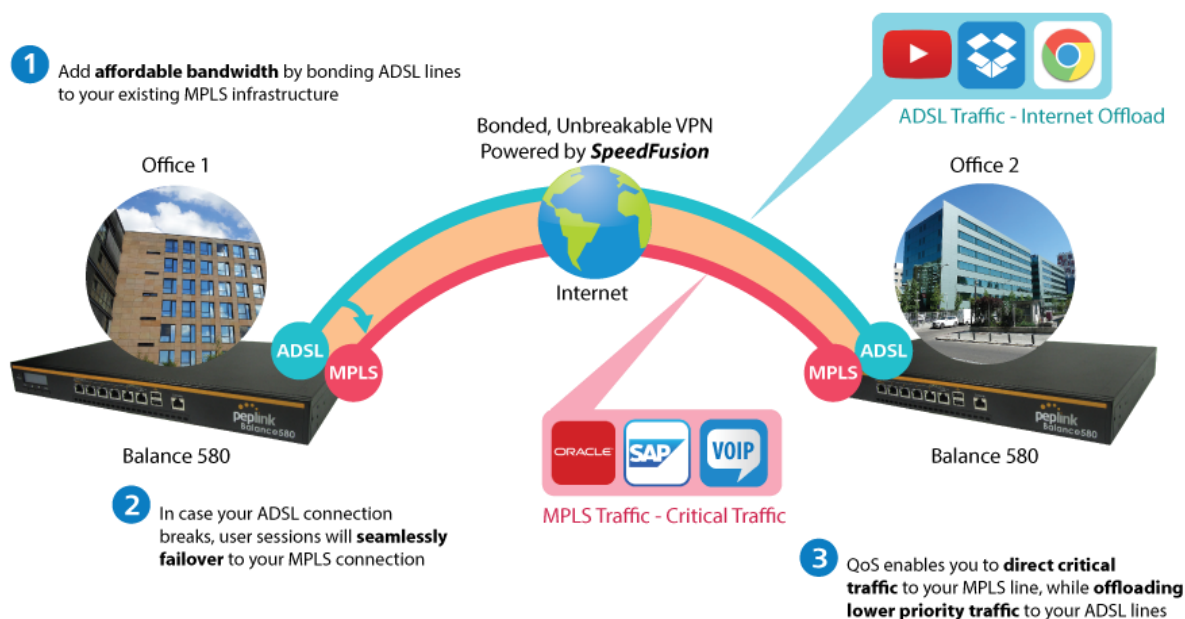 1
Add affordable bandwidth by bonding ADSL lines
to your existing MPLS infrastructure
ADSL Traffic - Internet Offload
Bonded, Unbreakable VPN
Powered by SpeedFusion
Office 1
Office 2
Internet
ADSL
MPLS
MPLS
ADSL
peplink
Balance580
peplink
Balance580
Balance 580
Balance 580
ORACLE
SAP
VOIP
MPLS Traffic - Critical Traffic
2
In case your ADSL connection
breaks, user sessions will seamlessly
failover to your MPLS connection
3
QoS enables you to direct critical
traffic to your MPLS line, while offloading
lower priority traffic to your ADSL lines